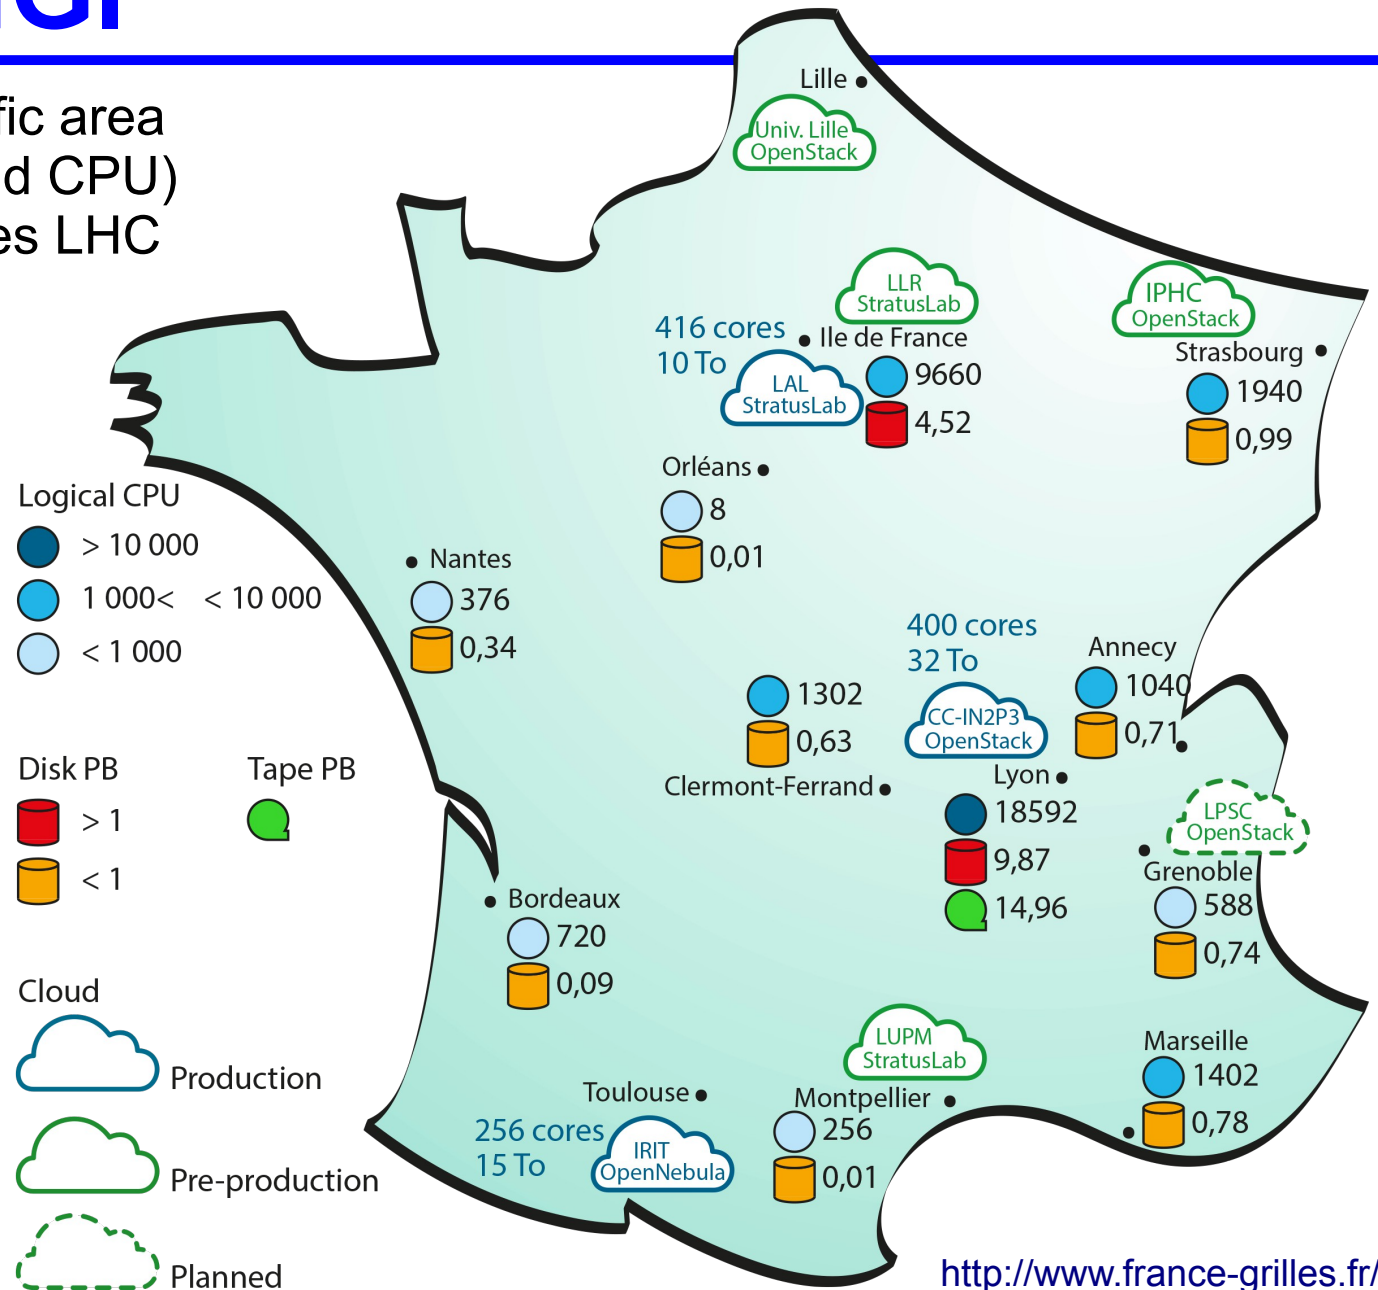 fic area
d CPU)
es LHC
Lille
Univ. Lille
OpenStack
LLR
StratusLab
IPHC
OpenStack
416 cores
10 To
Ile de France
LAL
StratusLab
9660
4,52
Strasbourg
1940
0,99
Orléans
8
0,01
Logical CPU
> 10 000
1 000< < 10 000
< 1 000
Nantes
376
0,34
400 cores
32 To
CC-IN2P3
OpenStack
Annecy
1040
0,71
1302
0,63
Clermont-Ferrand
Lyon
18592
9,87
14,96
LPSC
OpenStack
Grenoble
588
0,74
Disk PB
> 1
< 1
Tape PB
Bordeaux
720
0,09
Cloud
Production
Pre-production
Planned
LUPM
StratusLab
Montpellier
256
0,01
Marseille
1402
0,78
Toulouse
256 cores
15 To
IRIT
OpenNebula
http://www.france-grilles.fr/